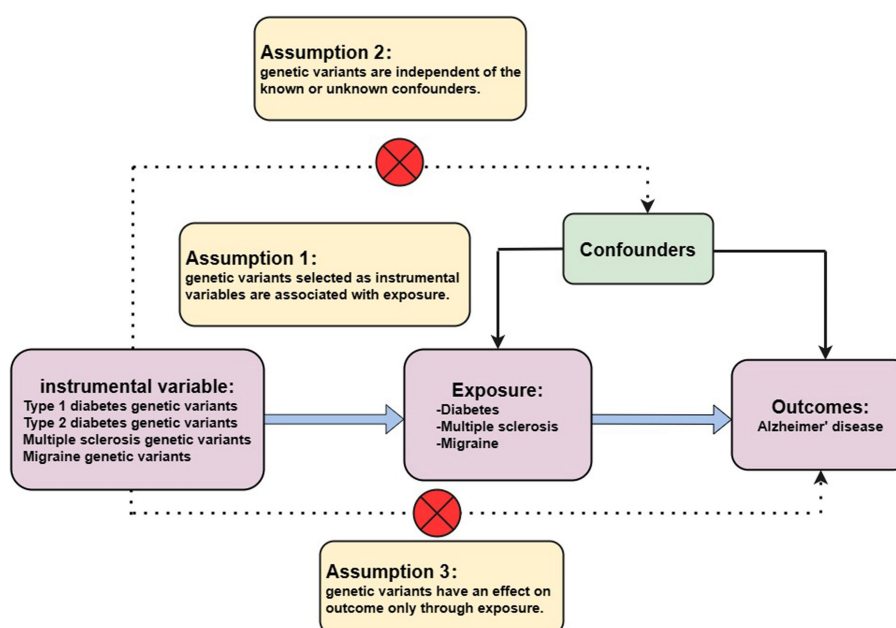 Assumption 2:
genetic variants are independent of the
known or unknown confounders.
Assumption 1:
genetic variants selected as instrumental
variables are associated with exposure.
Confounders
instrumental variable:
Type 1 diabetes genetic variants
Type 2 diabetes genetic variants
Multiple sclerosis genetic variants
Migraine genetic variants
Exposure:
-Diabetes
-Multiple sclerosis
-Migraine
Outcomes:
Alzheimer' disease
Assumption 3:
genetic variants have an effect on
outcome only through exposure.